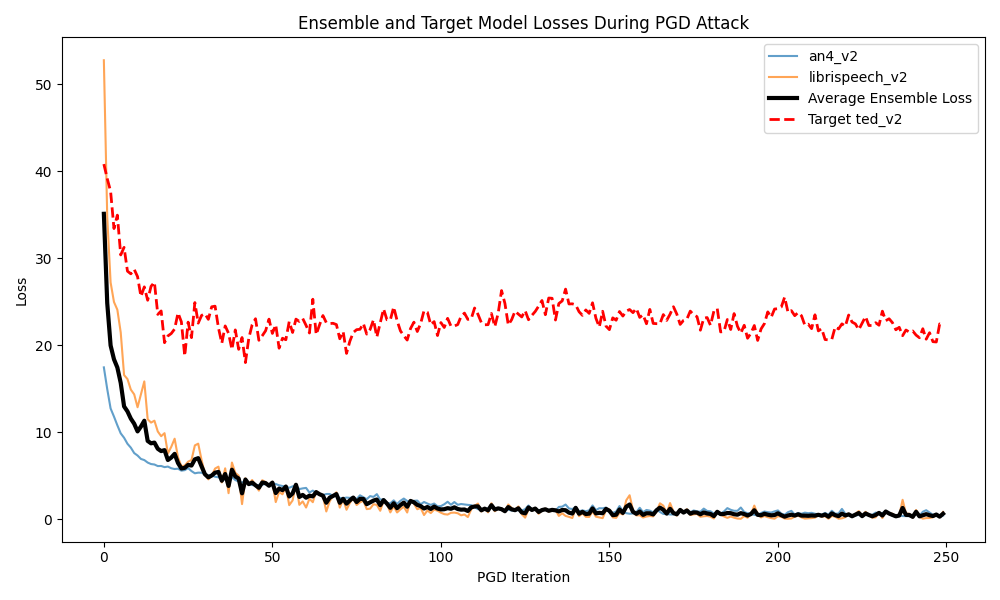 Ensemble and Target Model Losses During PGD Attack
an4_v2
librispeech_v2
Average Ensemble Loss
Target ted_v2
Loss
50
40
30
20
10
0
0 50 100 150 200 250
PGD Iteration